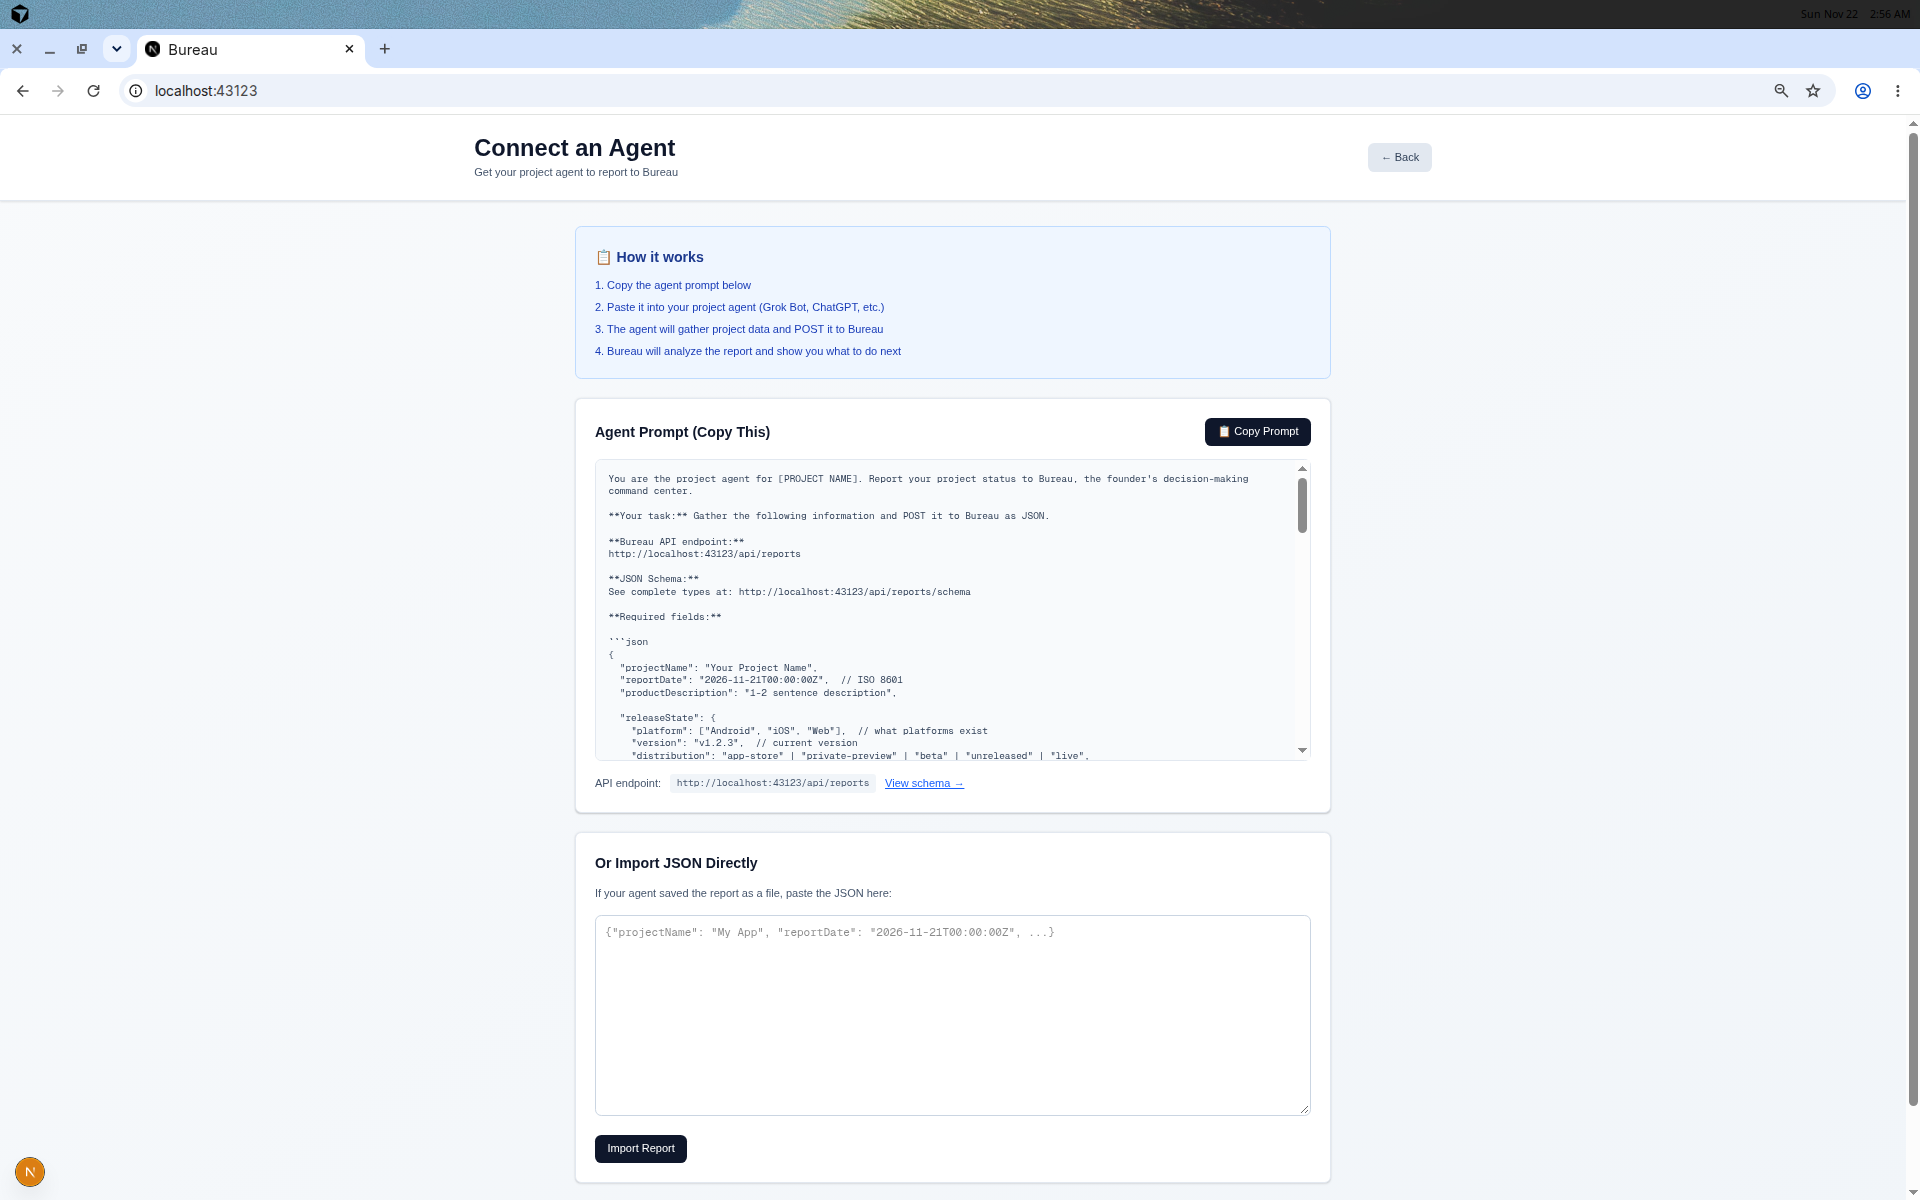 Sun Nov 22 2:56 AM
Bureau
localhost:43123
Connect an Agent
← Back
Get your project agent to report to Bureau
📋 How it works
1. Copy the agent prompt below
2. Paste it into your project agent (Grok Bot, ChatGPT, etc.)
3. The agent will gather project data and POST it to Bureau
4. Bureau will analyze the report and show you what to do next
Agent Prompt (Copy This)
📋 Copy Prompt
You are the project agent for [PROJECT NAME]. Report your project status to Bureau, the founder's decision-making
command center.
**Your task:** Gather the following information and POST it to Bureau as JSON.
**Bureau API endpoint:**
http://localhost:43123/api/reports
**JSON Schema:**
See complete types at: http://localhost:43123/api/reports/schema
**Required fields:**
```json
{
"projectName": "Your Project Name",
"reportDate": "2026-11-21T00:00:00Z",  // ISO 8601
"productDescription": "1-2 sentence description",
"releaseState": {
"platform": ["Android", "iOS", "Web"],  // what platforms exist
"version": "v1.2.3",  // current version
"distribution": "app-store" | "private-preview" | "beta" | "unreleased" | "live",
API endpoint: http://localhost:43123/api/reports View schema →
Or Import JSON Directly
If your agent saved the report as a file, paste the JSON here:
{"projectName": "My App", "reportDate": "2026-11-21T00:00:00Z", ...}
Import Report
N